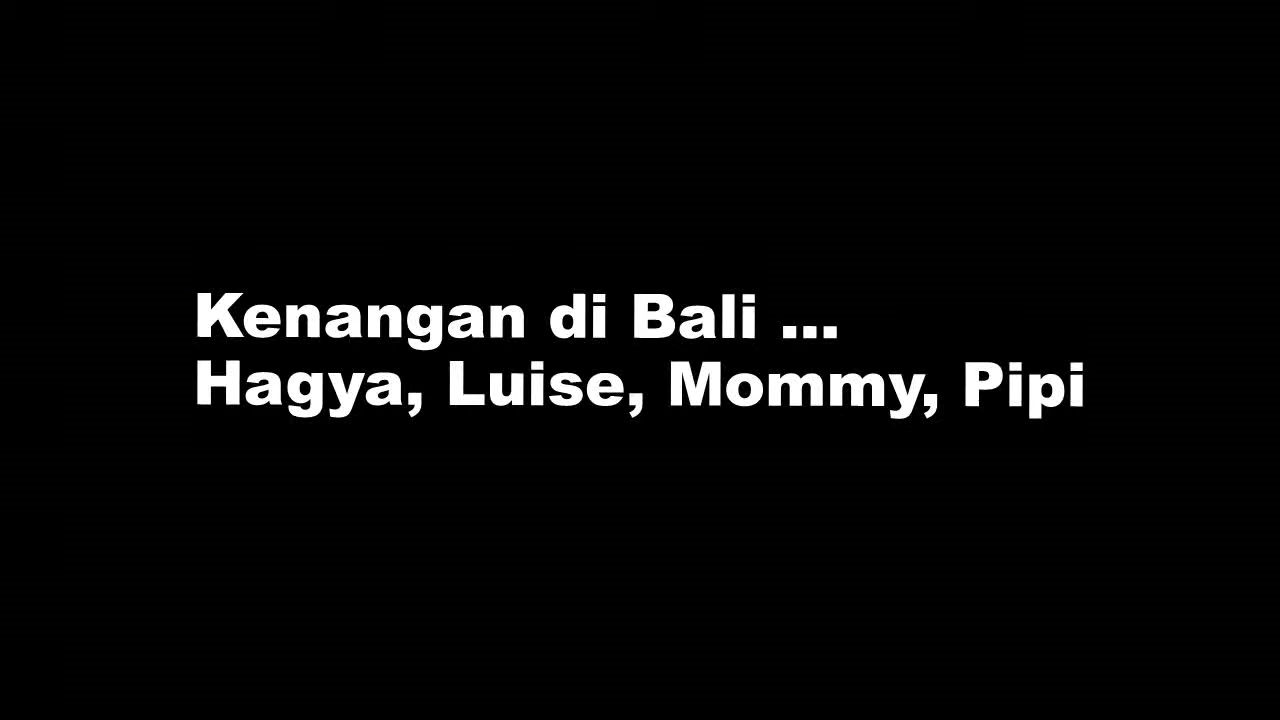 Kenangan di Bali ...
Hagya, Luise, Mommy, Pipi